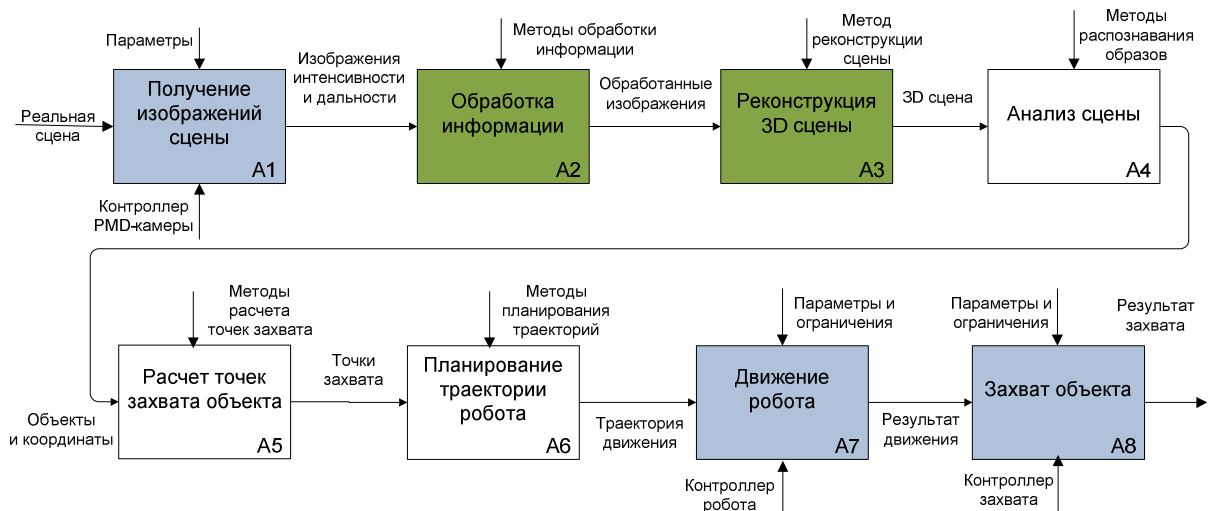 Параметры
Изображения
интенсивности
и дальности
Методы обработки
информации
Обработанные
изображения
Метод
реконструкции
сцены
3D сцена
Методы
распознавания
образов
Реальная
сцена
Получение
изображений
сцены
A1
Обработка
информации
A2
Реконструкция
3D сцены
A3
Анализ сцены
A4
Контроллер
PMD-камеры
Методы
расчета
точек захвата
Методы
планирования
траекторий
Параметры и
ограничения
Параметры и
ограничения
Результат
захвата
Объекты
и координаты
Расчет точек
захвата объекта
A5
Точки
захвата
Планирование
траектории
робота
A6
Траектория
движения
Движение
робота
A7
Результат
движения
Захват объекта
A8
Контроллер
робота
Контроллер
захвата